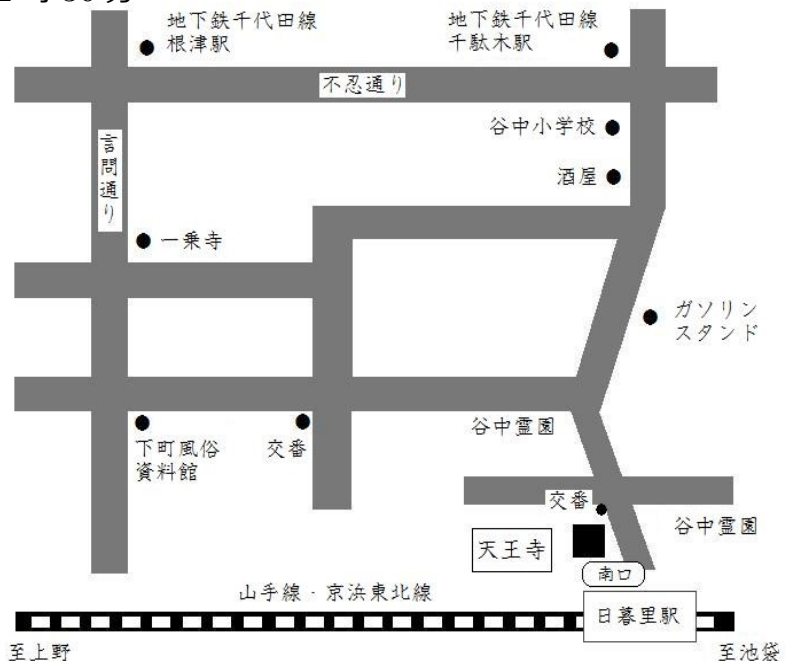 地下鉄千代田線
根津駅
地下鉄千代田線
千駄木駅
不忍通り
谷中小学校
言問通り
酒屋
一乗寺
ガソリン
スタンド
谷中霊園
下町風俗
資料館
交番
交番
谷中霊園
天王寺
南口
山手線・京浜東北線
日暮里駅
至上野
至池袋